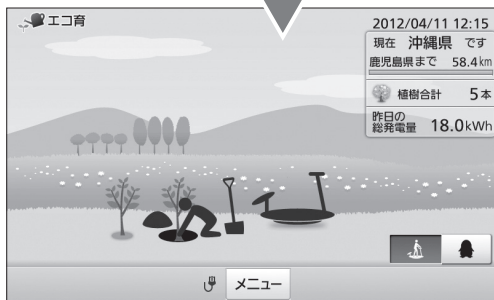 エコ育
2012/04/11 12:15
現在 沖縄県 です
鹿児島県まで 58.4km
植樹合計 5本
昨日の
総発電量 18.0kWh
メニュー